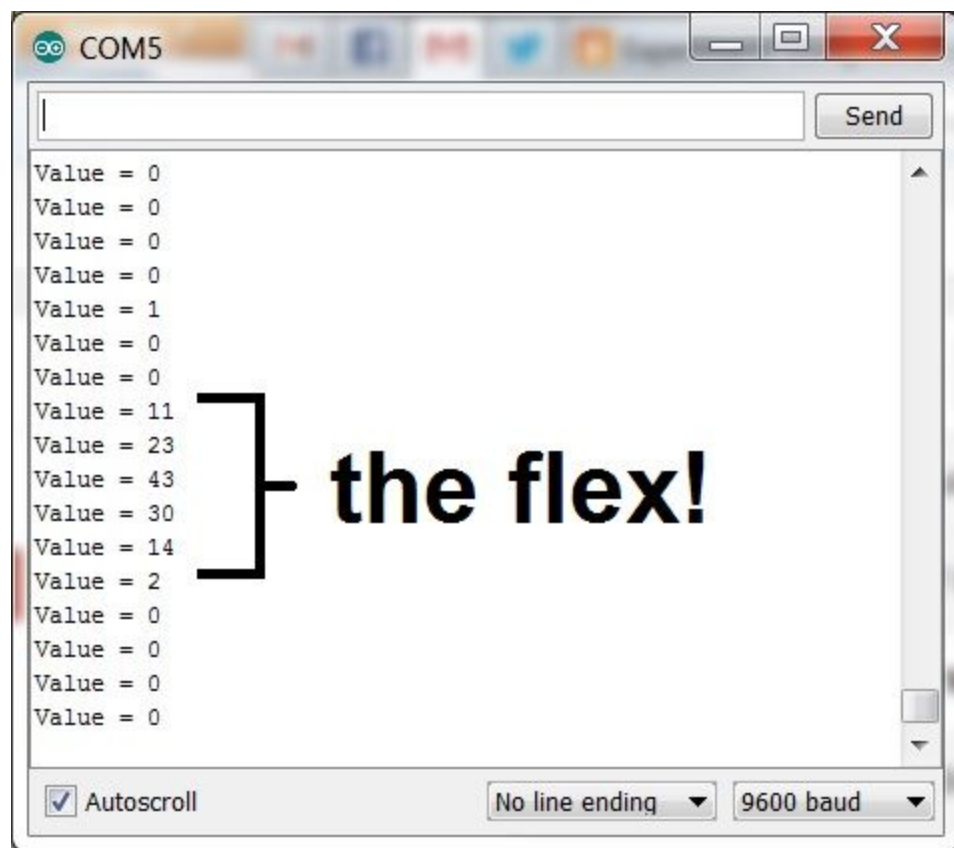 COM5
Send
Value = 0
Value = 0
Value = 0
Value = 0
Value = 1
Value = 0
Value = 0
Value = 11
Value = 23
Value = 43
Value = 30
Value = 14
Value = 2
Value = 0
Value = 0
Value = 0
Value = 0
the flex!
Autoscroll
No line ending
9600 baud